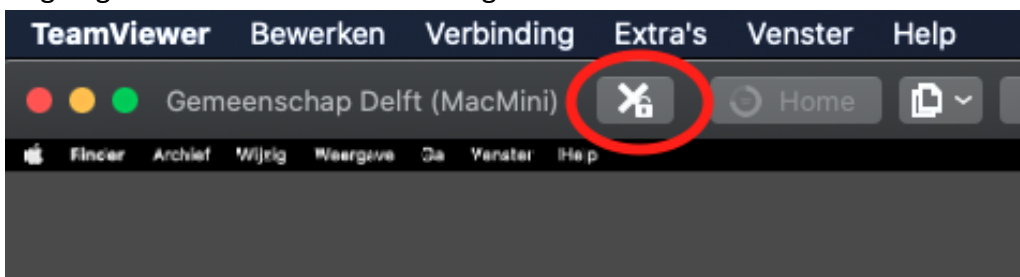 TeamViewer Bewerken Verbinding Extra's Venster Help
Gemeenschap Delft (MacMini) Home
Finder Archief Wijzig Weergave Ga Venster Help